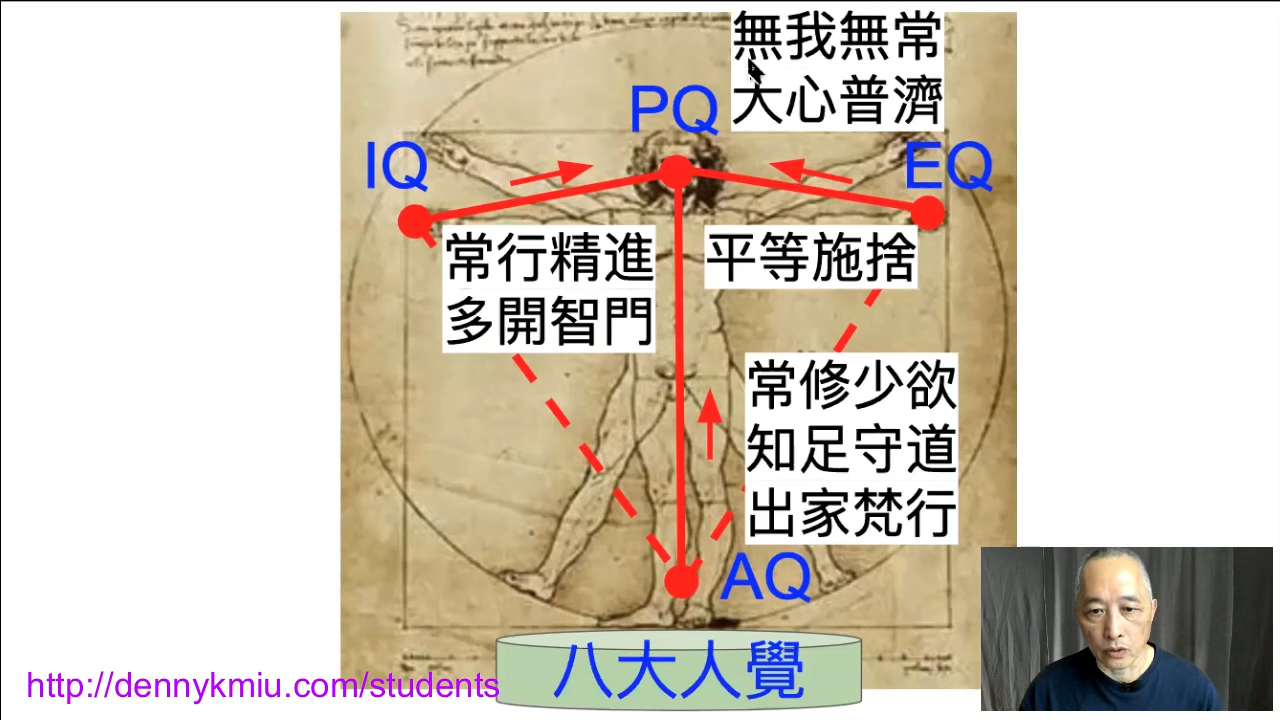 無我無常
大心普濟
PQ
IQ
EQ
常行精進
多開智門
平等施捨
常修少欲
知足守道
出家梵行
AQ
八大人覺
http://dennykmiu.com/students